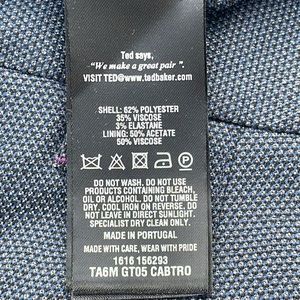 Ted says,
"We make a great pair".
VISIT TED@www.tedbaker.com
SHELL: 62% POLYESTER
35% VISCOSE
3% ELASTANE
LINING: 50% ACETATE
50% VISCOSE
DO NOT WASH. DO NOT USE
PRODUCTS CONTAINING BLEACH,
OIL OR ALCOHOL. DO NOT TUMBLE
DRY. COOL IRON ON REVERSE. DO
NOT LEAVE IN DIRECT SUNLIGHT.
SPECIALIST DRY CLEAN ONLY.
MADE IN PORTUGAL
MADE WITH CARE, WEAR WITH PRIDE
1616 156293
TA6M GT05 CABTRO